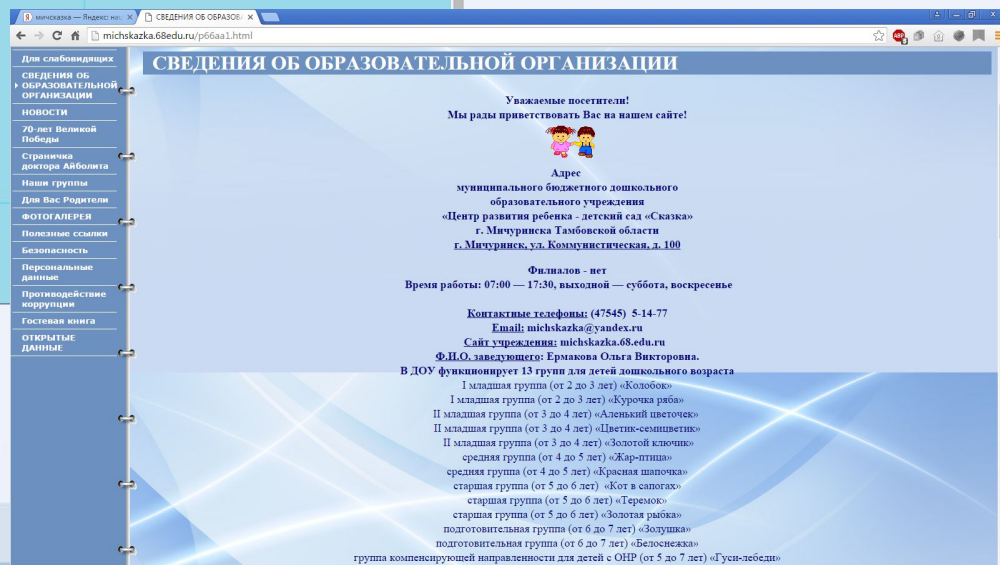 мичсказка — Яндекс: наш
СВЕДЕНИЯ ОБ ОБРАЗОВА
michskazka.68edu.ru/p66aa1.html
Для слабовидящих
СВЕДЕНИЯ ОБ
ОБРАЗОВАТЕЛЬНОЙ
ОРГАНИЗАЦИИ
НОВОСТИ
70-лет Великой
Победы
Страничка
доктора Айболита
Наши группы
Для Вас Родители
ФОТОГАЛЕРЕЯ
Полезные ссылки
Безопасность
Персональные
данные
Противодействие
коррупции
Гостевая книга
ОТКРЫТЫЕ
ДАННЫЕ
СВЕДЕНИЯ ОБ ОБРАЗОВАТЕЛЬНОЙ ОРГАНИЗАЦИИ
Уважаемые посетители!
Мы рады приветствовать Вас на нашем сайте!
Адрес
муниципального бюджетного дошкольного
образовательного учреждения
«Центр развития ребенка - детский сад «Сказка»
г. Мичуринска Тамбовской области
г. Мичуринск, ул. Коммунистическая, д. 100
Филиалов - нет
Время работы: 07:00 — 17:30, выходной — суббота, воскресенье
Контактные телефоны: (47545) 5-14-77
Email: michskazka@yandex.ru
Сайт учреждения: michskazka.68.edu.ru
Ф.И.О. заведующего: Ермакова Ольга Викторовна.
В ДОУ функционирует 13 групп для детей дошкольного возраста
I младшая группа (от 2 до 3 лет) «Колобок»
I младшая группа (от 2 до 3 лет) «Курочка ряба»
II младшая группа (от 3 до 4 лет) «Аленький цветочек»
II младшая группа (от 3 до 4 лет) «Цветик-семицветик»
II младшая группа (от 3 до 4 лет) «Золотой ключик»
средняя группа (от 4 до 5 лет) «Жар-птица»
средняя группа (от 4 до 5 лет) «Красная шапочка»
старшая группа (от 5 до 6 лет) «Кот в сапогах»
старшая группа (от 5 до 6 лет) «Теремок»
старшая группа (от 5 до 6 лет) «Золотая рыбка»
подготовительная группа (от 6 до 7 лет) «Золушка»
подготовительная группа (от 6 до 7 лет) «Белоснежка»
группа компенсирующей направленности для детей с ОНР (от 5 до 7 лет) «Гуси-лебеди»